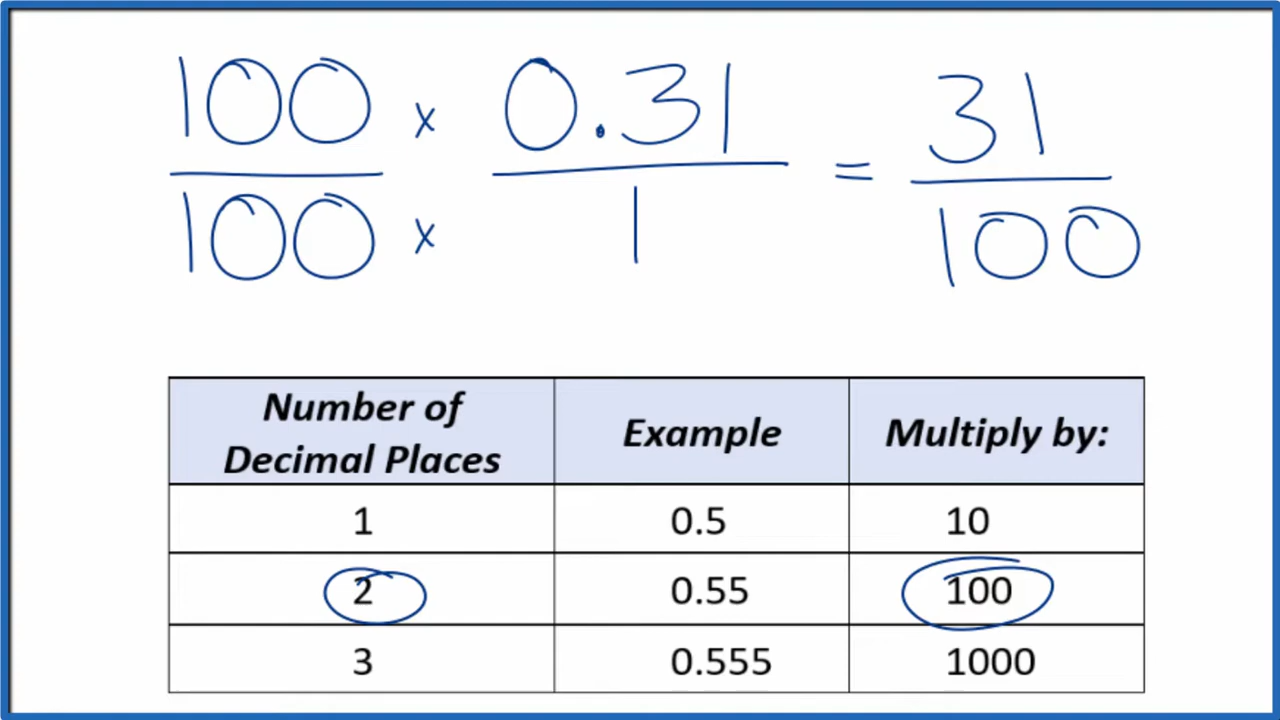 100 × 0.31 = 31
100 × 1 100
Number of Decimal Places Example Multiply by:
1 0.5 10
2 0.55 100
3 0.555 1000